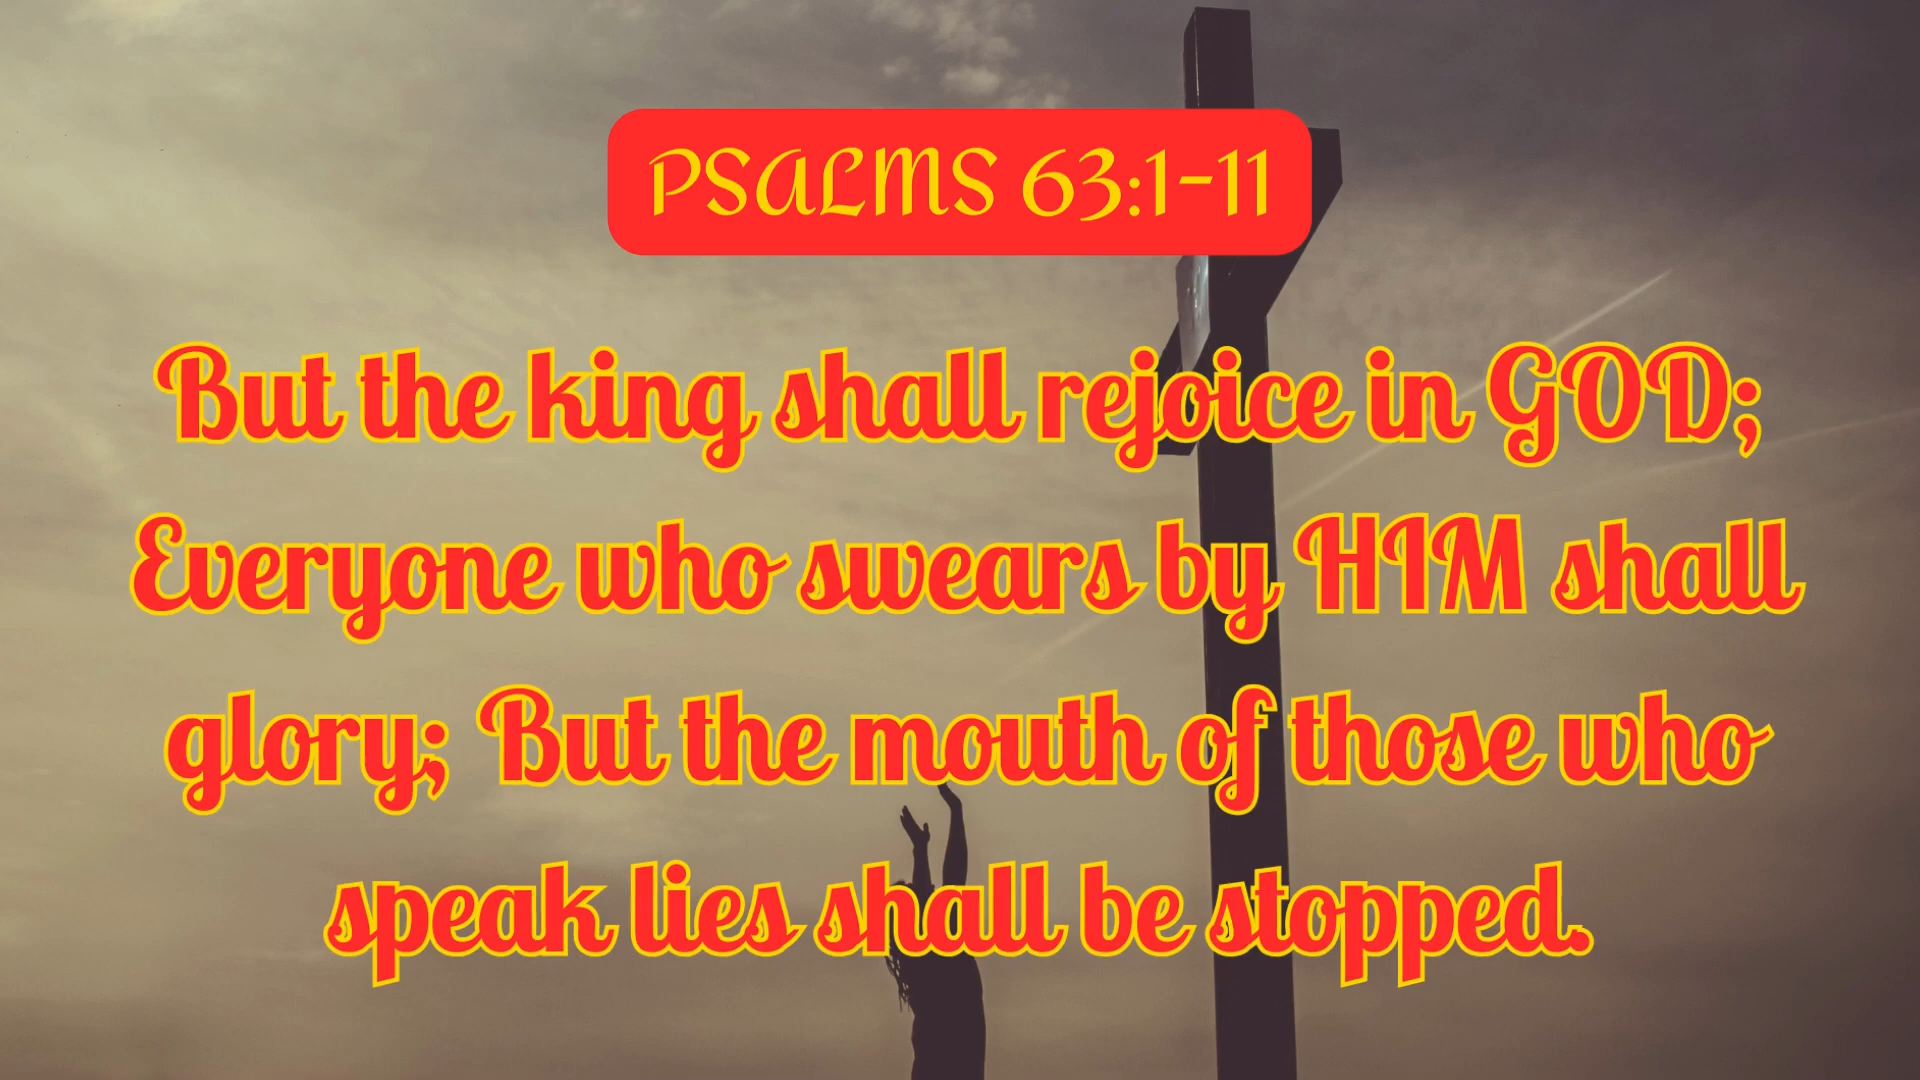 PSALMS 63:1-11
But the king shall rejoice in GOD;
Everyone who swears by HIM shall
glory; But the mouth of those who
speak lies shall be stopped.